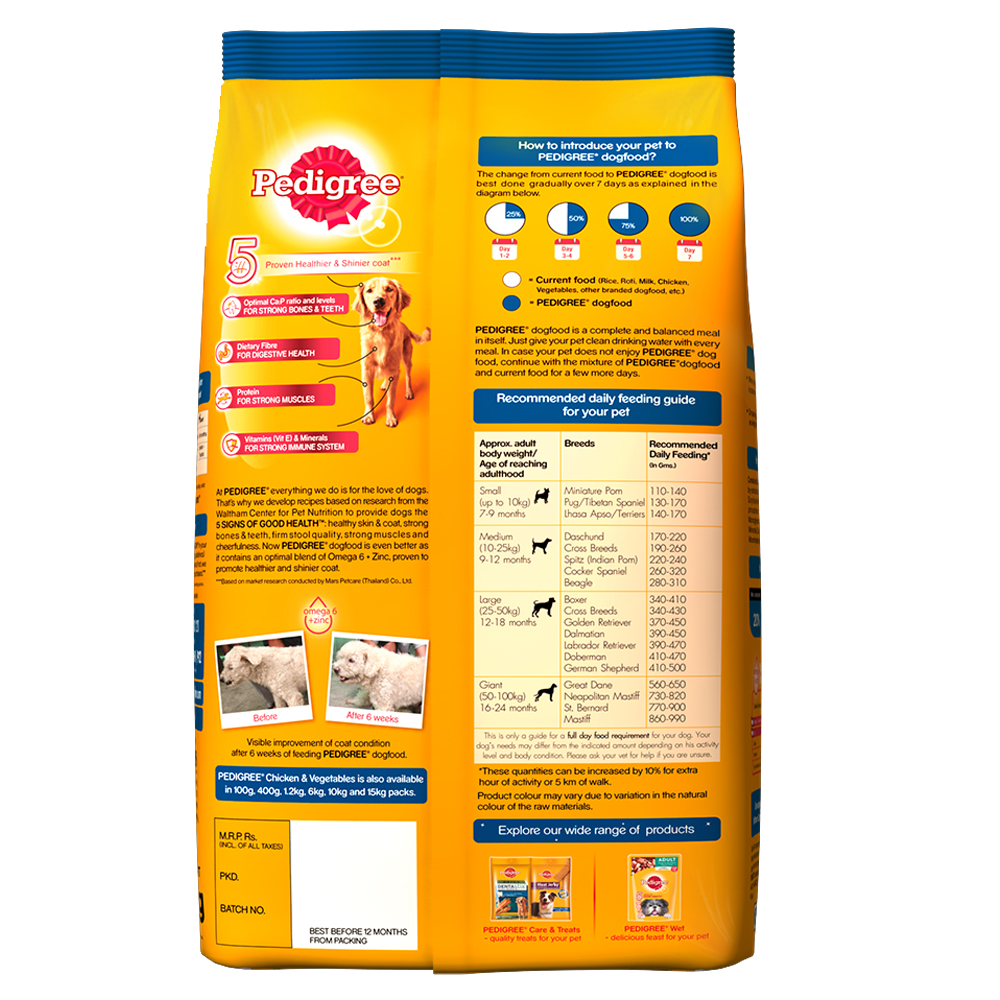 Pedigree
5
Proven Healthier & Shinier coat***
Optimal Ca:P ratio and levels
FOR STRONG BONES & TEETH
Dietary Fibre
FOR DIGESTIVE HEALTH
Protein
FOR STRONG MUSCLES
Vitamins (Vit E) & Minerals
FOR STRONG IMMUNE SYSTEM
At PEDIGREE® everything we do is for the love of dogs.
That's why we develop recipes based on research from the
Waltham Center for Pet Nutrition to provide dogs the
5 SIGNS OF GOOD HEALTH™: healthy skin & coat, strong
bones & teeth, firm stool quality, strong muscles and
cheerfulness. Now PEDIGREE® dogfood is even better as
it contains an optimal blend of Omega 6 + Zinc, proven to
promote healthier and shinier coat.
***Based on market research conducted by Mars Petcare (Thailand) Co., Ltd.
omega 6
+zinc
Before
After 6 weeks
Visible improvement of coat condition
after 6 weeks of feeding PEDIGREE® dogfood.
PEDIGREE® Chicken & Vegetables is also available
in 100g, 400g, 1.2kg, 6kg, 10kg and 15kg packs.
M.R.P. Rs.
(INCL. OF ALL TAXES)
PKD.
BATCH NO.
BEST BEFORE 12 MONTHS
FROM PACKING
How to introduce your pet to
PEDIGREE® dogfood?
The change from current food to PEDIGREE® dogfood is
best done gradually over 7 days as explained in the
diagram below.
25% 50% 75% 100%
Day 1-2 Day 3-4 Day 5-6 Day 7
= Current food (Rice, Roti, Milk, Chicken,
Vegetables, other branded dogfood, etc.)
= PEDIGREE® dogfood
PEDIGREE® dogfood is a complete and balanced meal
in itself. Just give your pet clean drinking water with every
meal. In case your pet does not enjoy PEDIGREE® dog
food, continue with the mixture of PEDIGREE® dogfood
and current food for a few more days.
Recommended daily feeding guide
for your pet
Approx. adult Breeds Recommended
body weight/ Daily Feeding*
Age of reaching (in Gms.)
adulthood
Small Miniature Pom 110-140
(up to 10kg) Pug/Tibetan Spaniel 130-170
7-9 months Lhasa Apso/Terriers 140-170
Medium Daschund 170-220
(10-25kg) Cross Breeds 190-260
9-12 months Spitz (Indian Pom) 220-240
Cocker Spaniel 260-320
Beagle 280-310
Large Boxer 340-410
(25-50kg) Cross Breeds 340-430
12-18 months Golden Retriever 370-450
Dalmatian 390-450
Labrador Retriever 390-470
Doberman 410-470
German Shepherd 410-500
Giant Great Dane 560-650
(50-100kg) Neapolitan Mastiff 730-820
16-24 months St. Bernard 770-900
Mastiff 860-990
This is only a guide for a full day food requirement for your dog. Your
dog's needs may differ from the indicated amount depending on his activity
level and body condition. Please ask your vet for help if you are unsure.
*These quantities can be increased by 10% for extra
hour of activity or 5 km of walk.
Product colour may vary due to variation in the natural
colour of the raw materials.
Explore our wide range of products
PEDIGREE® Care & Treats
- quality treats for your pet
ADULT
Pedigree
PEDIGREE® Wet
- delicious feast for your pet